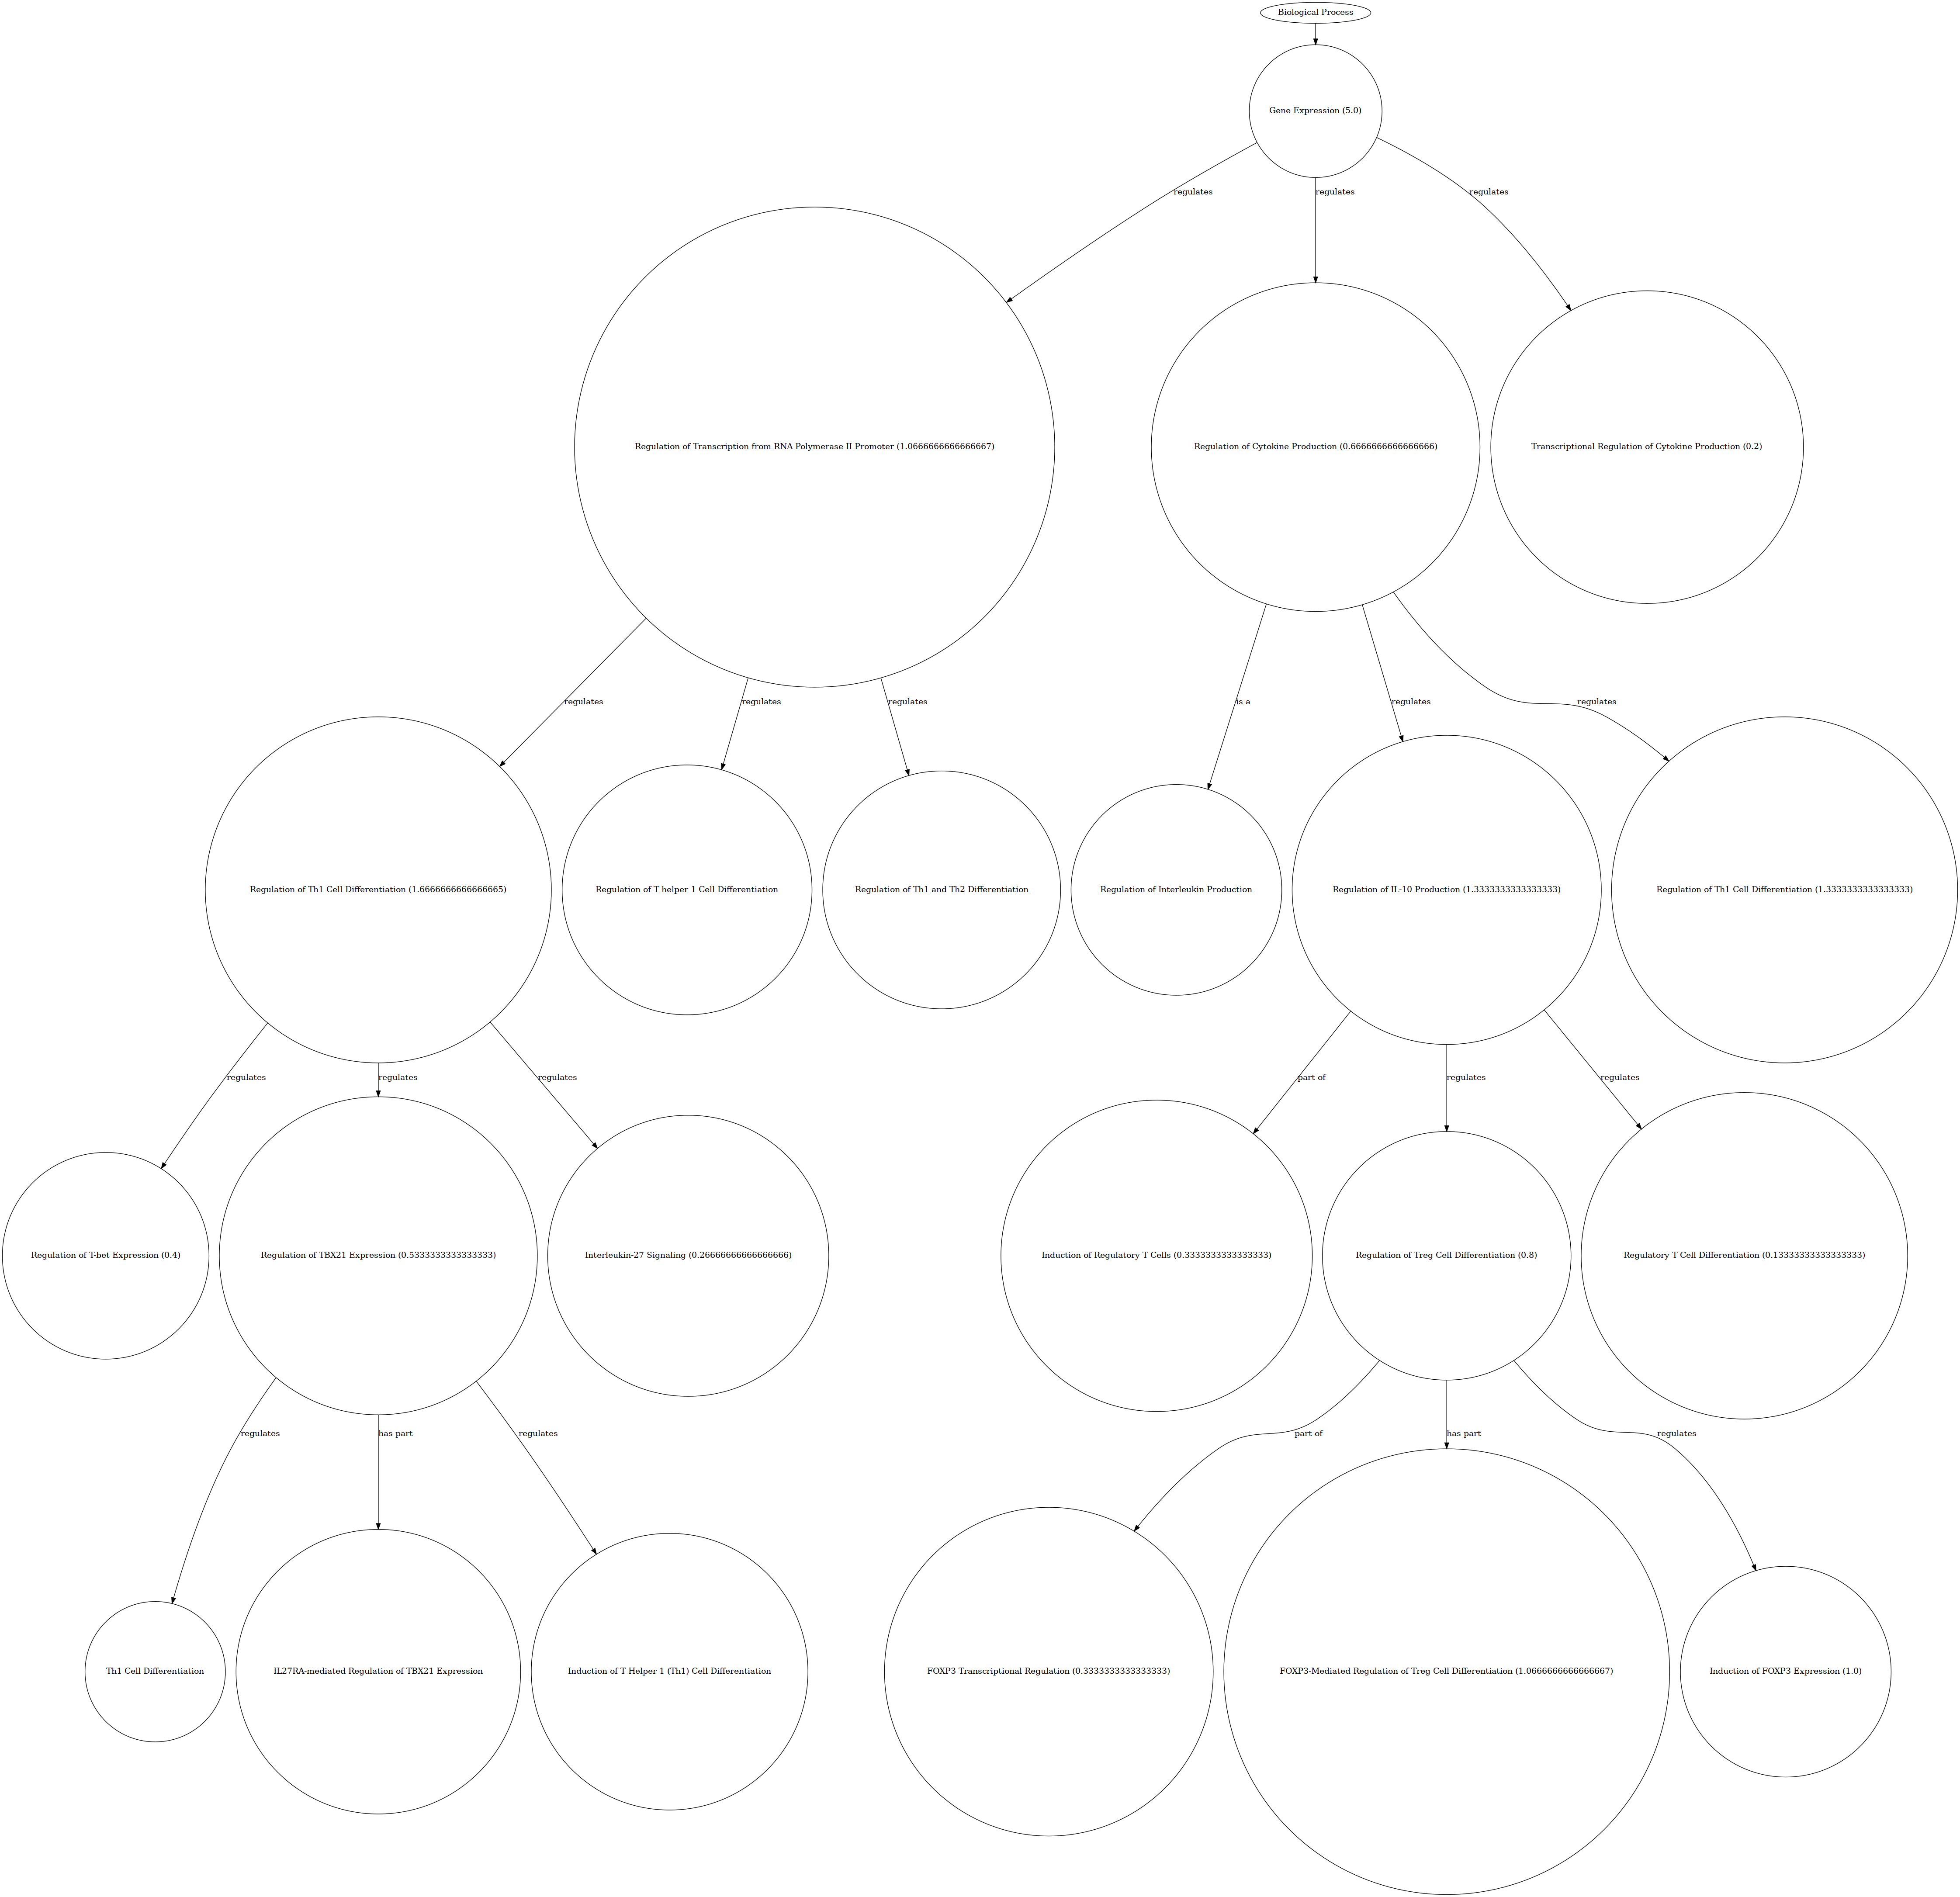 Biological Process
Gene Expression (5.0)
regulates
regulates
regulates
Regulation of Transcription from RNA Polymerase II Promoter (1.0666666666666667)
Regulation of Cytokine Production (0.6666666666666666)
Transcriptional Regulation of Cytokine Production (0.2)
regulates
regulates
regulates
is a
regulates
regulates
Regulation of Th1 Cell Differentiation (1.6666666666666665)
Regulation of T helper 1 Cell Differentiation
Regulation of Th1 and Th2 Differentiation
Regulation of Interleukin Production
Regulation of IL-10 Production (1.3333333333333333)
Regulation of Th1 Cell Differentiation (1.3333333333333333)
regulates
regulates
regulates
part of
regulates
regulates
Regulation of T-bet Expression (0.4)
Regulation of TBX21 Expression (0.5333333333333333)
Interleukin-27 Signaling (0.26666666666666666)
Induction of Regulatory T Cells (0.3333333333333333)
Regulation of Treg Cell Differentiation (0.8)
Regulatory T Cell Differentiation (0.13333333333333333)
regulates
has part
regulates
part of
has part
regulates
Th1 Cell Differentiation
IL27RA-mediated Regulation of TBX21 Expression
Induction of T Helper 1 (Th1) Cell Differentiation
FOXP3 Transcriptional Regulation (0.3333333333333333)
FOXP3-Mediated Regulation of Treg Cell Differentiation (1.0666666666666667)
Induction of FOXP3 Expression (1.0)